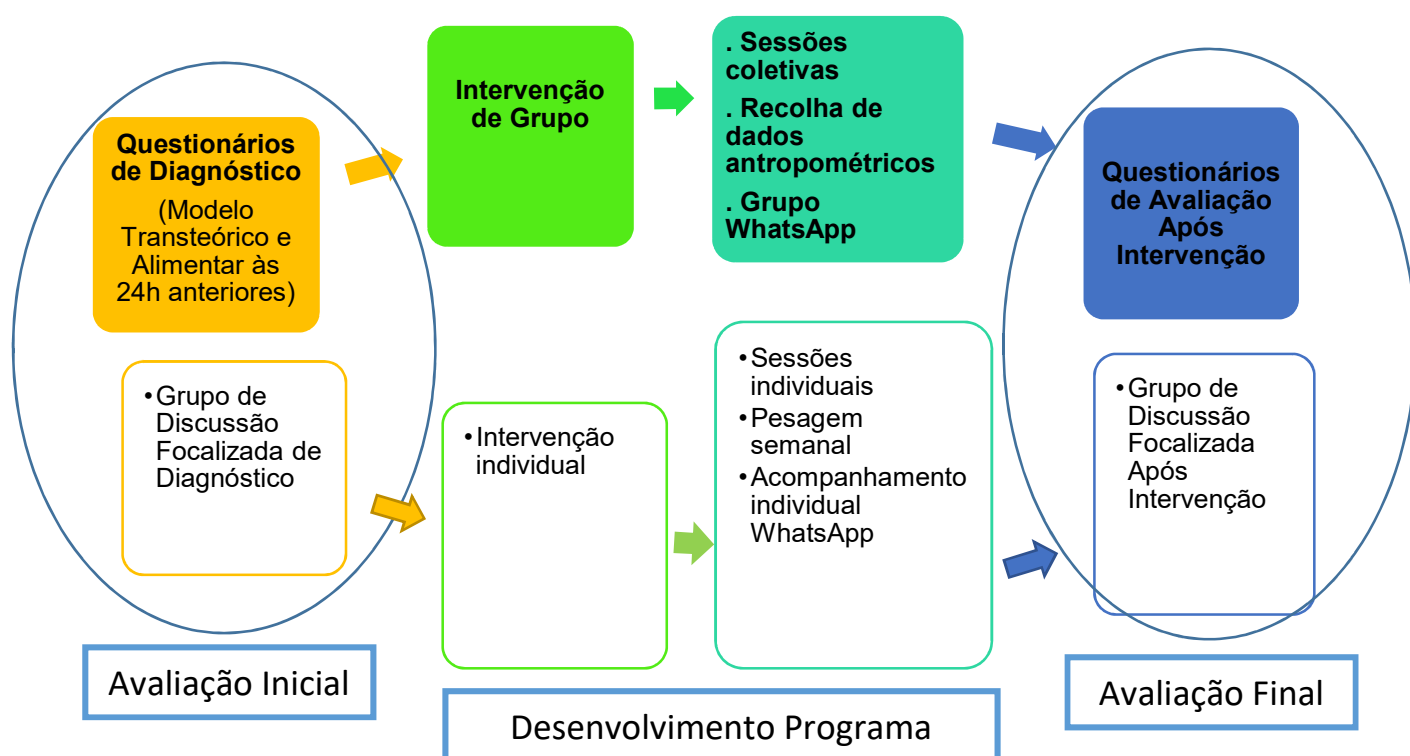 Questionários
de Diagnóstico
(Modelo
Transteórico e
Alimentar às
24h anteriores)
Intervenção
de Grupo
. Sessões
coletivas
. Recolha de
dados
antropométricos
. Grupo
WhatsApp
Questionários
de Avaliação
Após
Intervenção
•Grupo de
Discussão
Focalizada de
Diagnóstico
•Intervenção
individual
•Sessões
individuais
•Pesagem
semanal
•Acompanhamento
individual
WhatsApp
•Grupo de
Discussão
Focalizada
Após
Intervenção
Avaliação Inicial
Desenvolvimento Programa
Avaliação Final